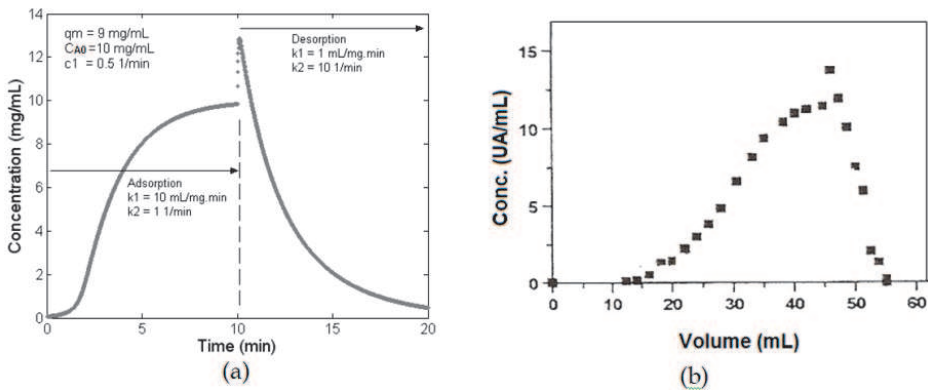 14
12
10
8
6
4
2
0
Concentration (mg/mL)
qm = 9 mg/mL
CA0 =10 mg/mL
c1 = 0.5 1/min
Desorption
k1 = 1 mL/mg.min
k2 = 10 1/min
Adsorption
k1 = 10 mL/mg.min
k2 = 1 1/min
0 5 10 15 20
Time (min)
(a)
15
10
5
0
Conc. (UA/mL)
0 10 20 30 40 50 60
Volume (mL)
(b)